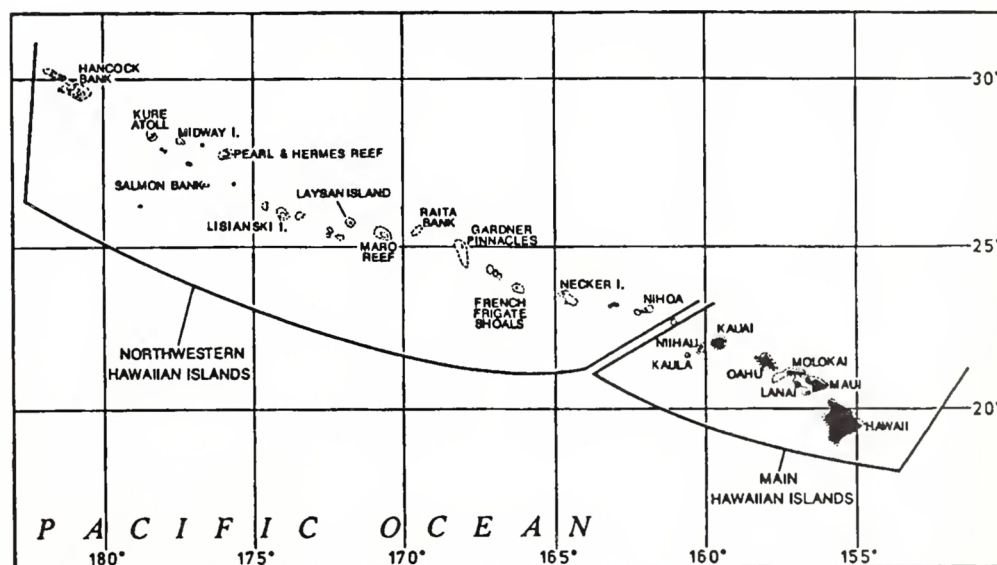 HANCOCK
BANK
30°
KURE
ATOLL
MIDWAY I.
PEARL & HERMES REEF
SALMON BANK
LAYSAN ISLAND
LISIANSKI I.
RAITA
BANK
GARDNER
PINNACLES
MARO
REEF
25°
NECKER I.
FRENCH
FRIGATE
SHOALS
NIHOA
NIIHAU
KAUAI
KAULA
OAHU
MOLOKAI
LANAI
MAUI
NORTHWESTERN
HAWAIIAN ISLANDS
20°
HAWAII
MAIN
HAWAIIAN ISLANDS
PACIFIC OCEAN
180°
175°
170°
165°
160°
155°